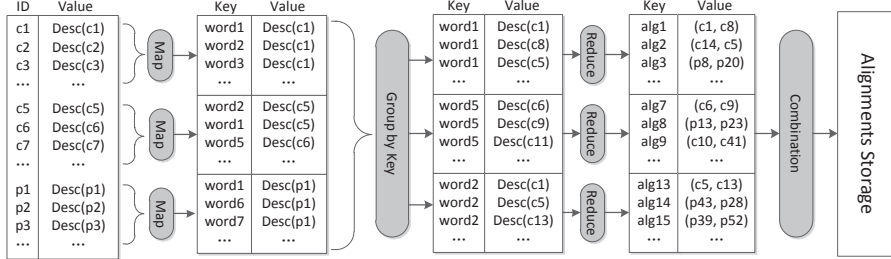 ID Value
c1 Desc(c1)
c2 Desc(c2)
c3 Desc(c3)
... ...
c5 Desc(c5)
c6 Desc(c6)
c7 Desc(c7)
... ...
p1 Desc(p1)
p2 Desc(p2)
p3 Desc(p3)
... ...
Map
Map
Map
Key Value
word1 Desc(c1)
word2 Desc(c1)
word3 Desc(c1)
... ...
word2 Desc(c5)
word1 Desc(c5)
word5 Desc(c6)
... ...
word1 Desc(p1)
word6 Desc(p1)
word7 Desc(p1)
... ...
Group by Key
Key Value
word1 Desc(c1)
word1 Desc(c8)
word1 Desc(c5)
... ...
word5 Desc(c6)
word5 Desc(c9)
word5 Desc(c11)
... ...
word2 Desc(c1)
word2 Desc(c5)
word2 Desc(c13)
... ...
Reduce
Reduce
Reduce
Key Value
alg1 (c1, c8)
alg2 (c14, c5)
alg3 (p8, p20)
... ...
alg7 (c6, c9)
alg8 (p13, p23)
alg9 (c10, c41)
... ...
alg13 (c5, c13)
alg14 (p43, p28)
alg15 (p39, p52)
... ...
Combination
Alignments Storage